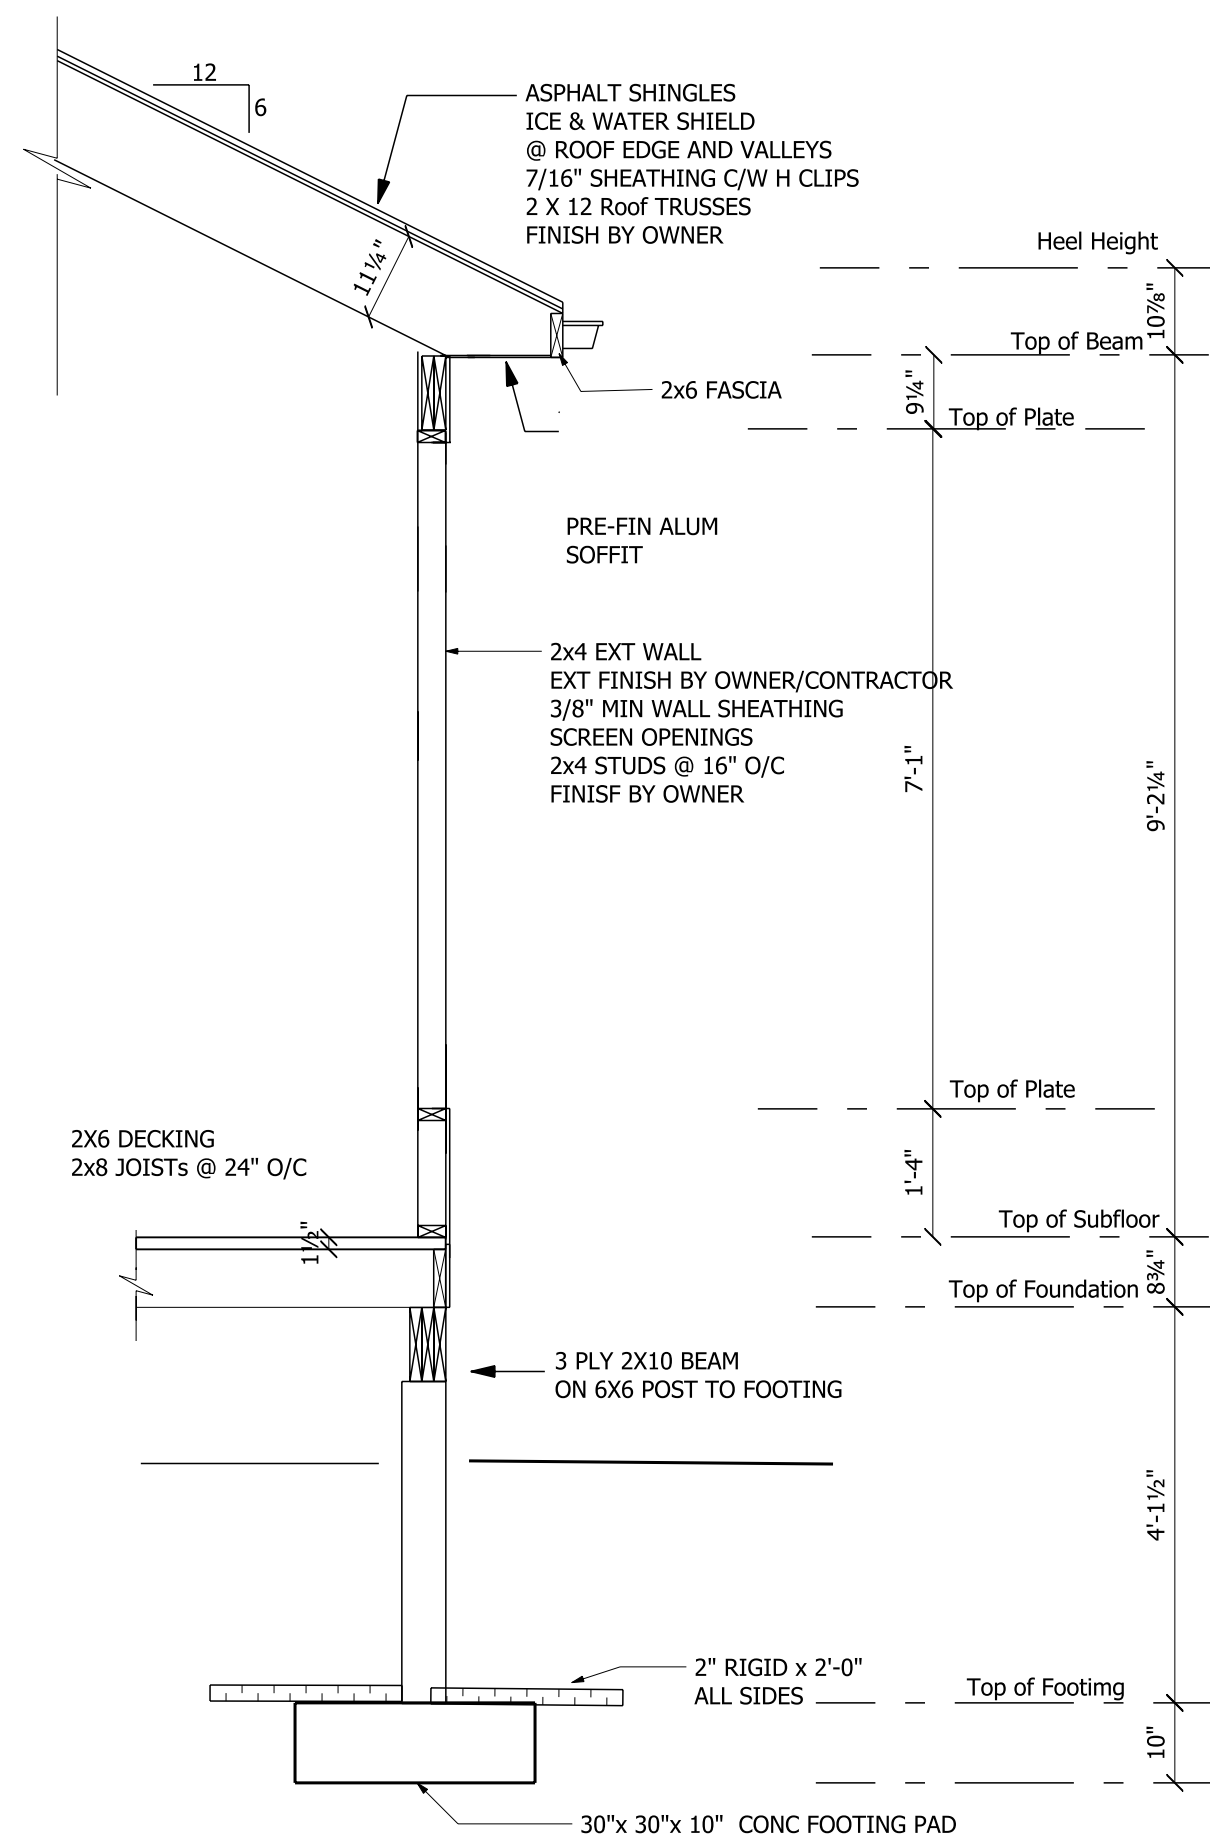 12
6
ASPHALT SHINGLES
ICE & WATER SHIELD
@ ROOF EDGE AND VALLEYS
7/16" SHEATHING C/W H CLIPS
2 X 12 Roof TRUSSES
FINISH BY OWNER
11¼"
Heel Height
10⅞"
Top of Beam
2x6 FASCIA
9¼"
Top of Plate
PRE-FIN ALUM
SOFFIT
2x4 EXT WALL
EXT FINISH BY OWNER/CONTRACTOR
3/8" MIN WALL SHEATHING
SCREEN OPENINGS
2x4 STUDS @ 16" O/C
FINISF BY OWNER
7'-1"
9'-2¼"
Top of Plate
2X6 DECKING
2x8 JOISTs @ 24" O/C
1'-4"
1½"
Top of Subfloor
8¾"
Top of Foundation
3 PLY 2X10 BEAM
ON 6X6 POST TO FOOTING
4'-1½"
2" RIGID x 2'-0"
ALL SIDES
Top of Footimg
10"
30"x 30"x 10" CONC FOOTING PAD